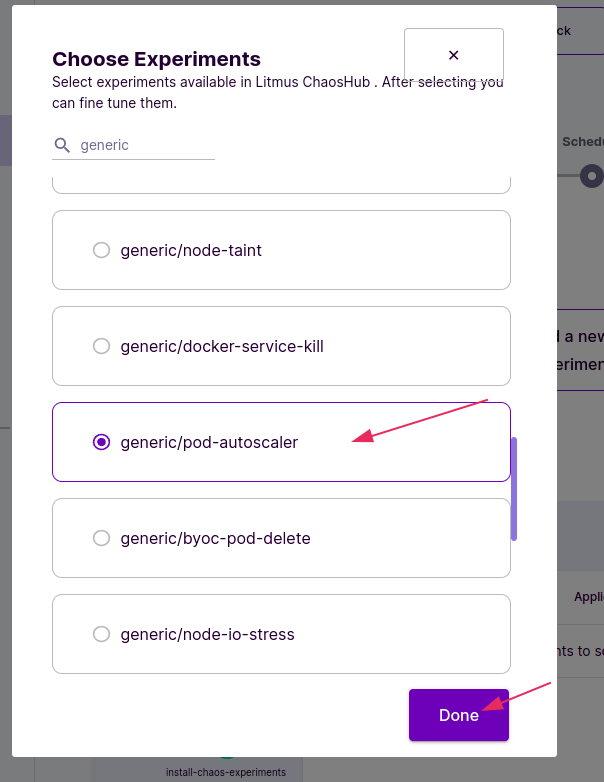 Choose Experiments
Select experiments available in Litmus ChaosHub . After selecting you
can fine tune them.
generic
generic/node-taint
generic/docker-service-kill
generic/pod-autoscaler
generic/byoc-pod-delete
generic/node-io-stress
Done
ck
Schedu
d a new
erimen
Appli
nts to se
install-chaos-experiments